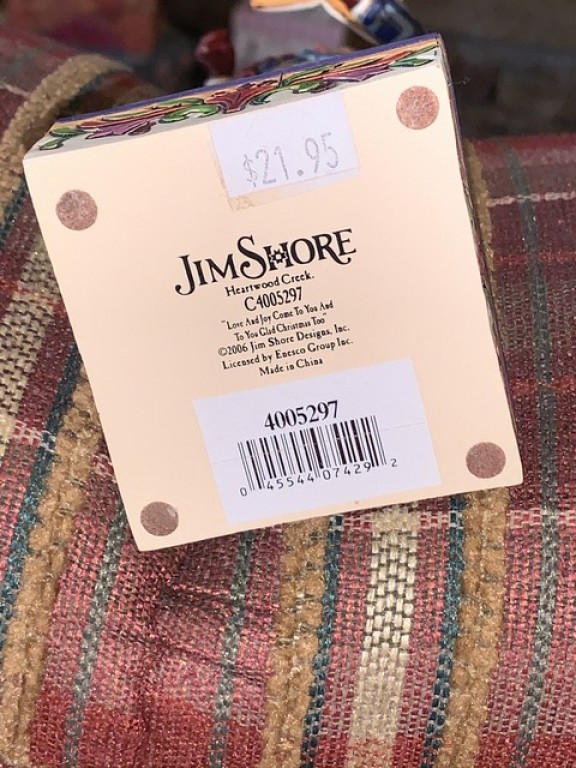 $21.95
JIM SHORE
Heartwood Creek.
C4005297
"Love And Joy Come To You And
To You Glad Christmas Too"
©2006 Jim Shore Designs, Inc.
Licensed by Enesco Group Inc.
Made in China
4005297
0 45544 07429 2